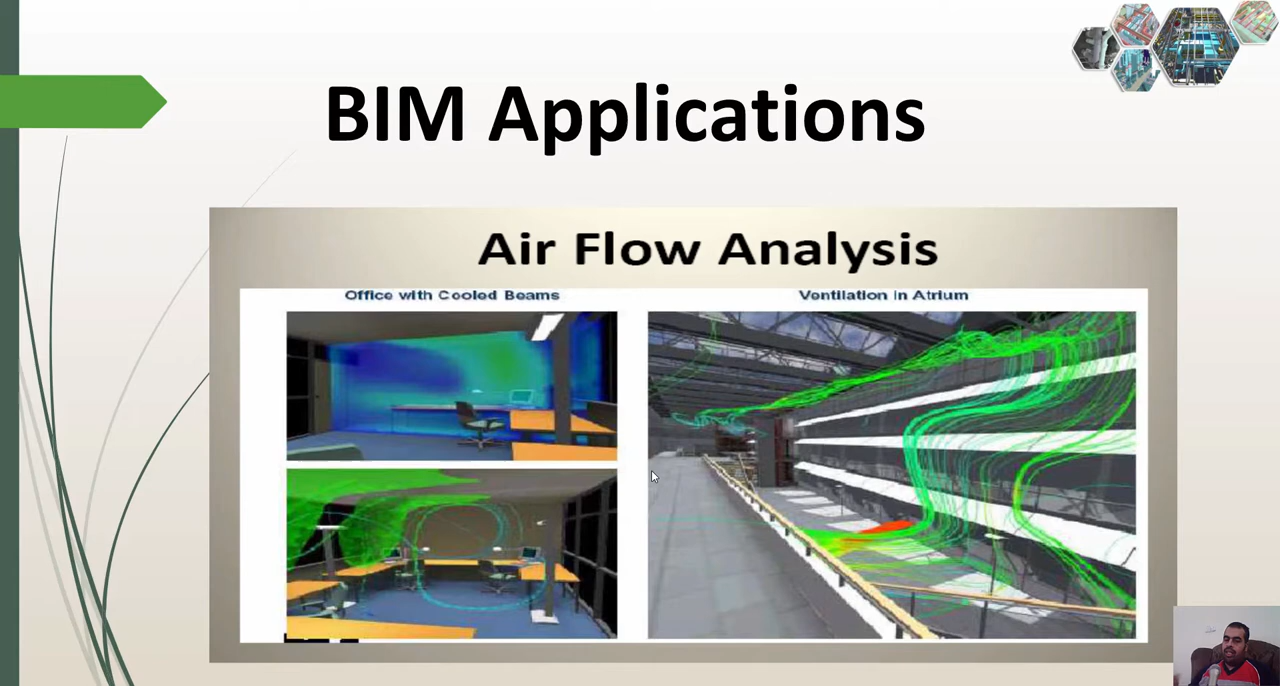 BIM Applications
Air Flow Analysis
Office with Cooled Beams
Ventilation in Atrium